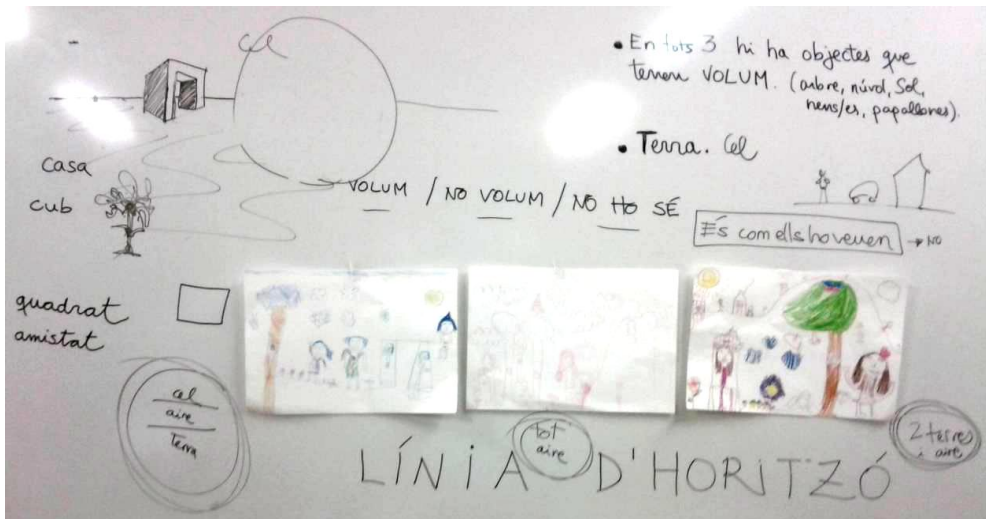 cel
• En tots 3 hi ha objectes que
tenen VOLUM. (arbre, núvol, Sol,
nens/es, papallones).
• Terra. Cel
casa
cub
VOLUM / NO VOLUM / NO HO SÉ
És com ells ho veuen → NO
quadrat
amistat
cel
aire
Terra
tot
aire
2 terres
i aire
LÍNIA D'HORITZÓ